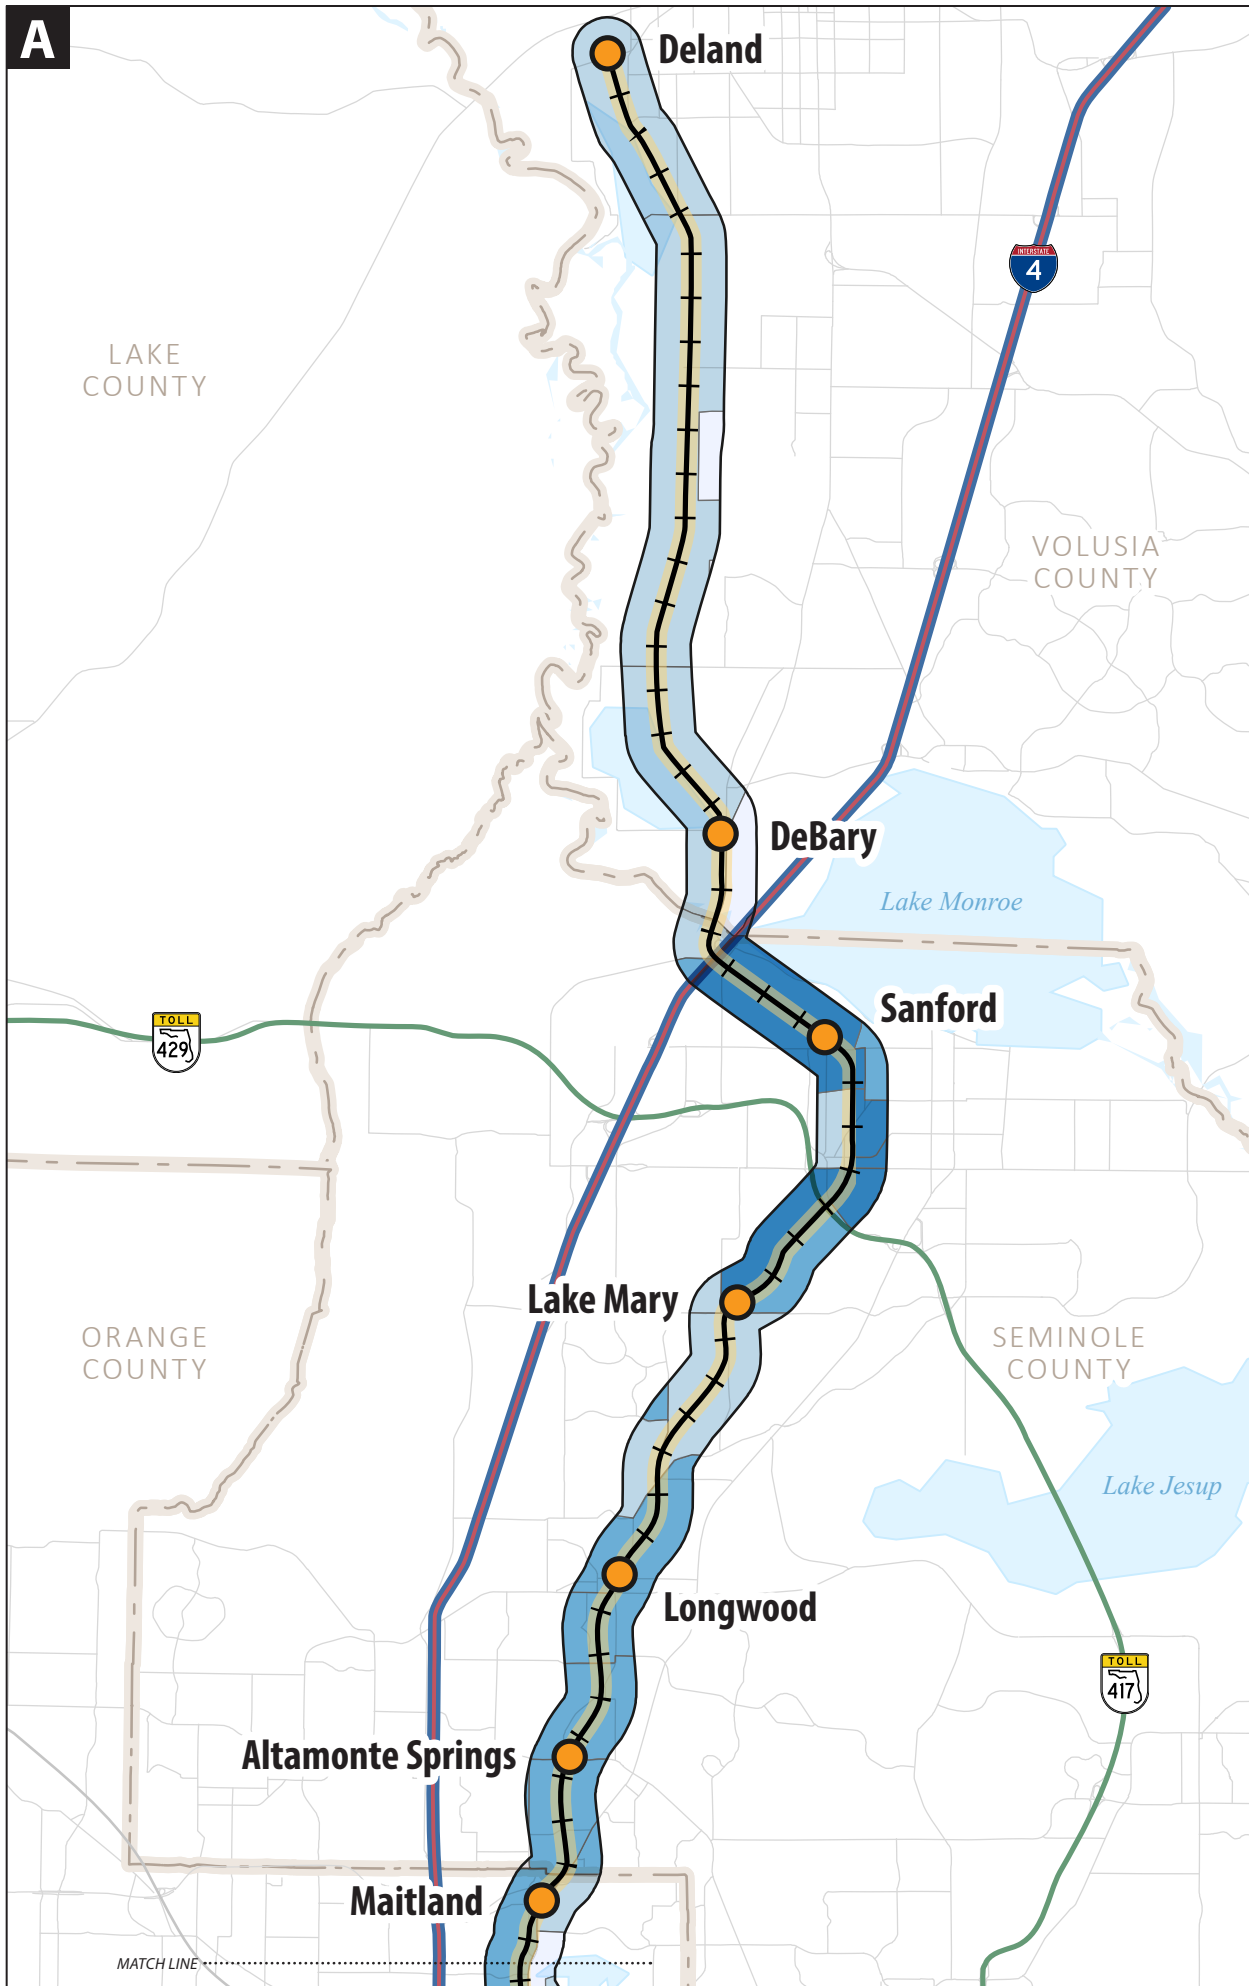 A
Deland
INTERSTATE
4
LAKE
COUNTY
VOLUSIA
COUNTY
DeBary
Lake Monroe
Sanford
TOLL
429
Lake Mary
ORANGE
COUNTY
SEMINOLE
COUNTY
Lake Jesup
Longwood
TOLL
417
Altamonte Springs
Maitland
MATCH LINE